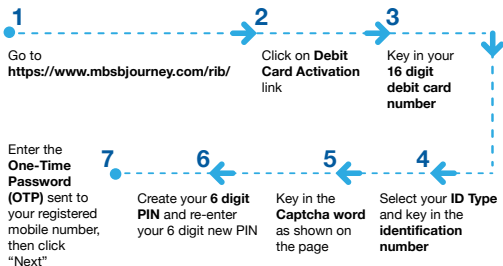 1
Go to
https://www.mbsbjourney.com/rib/
2
Click on Debit
Card Activation
link
3
Key in your
16 digit
debit card
number
4
Select your ID Type
and key in the
identification
number
5
Key in the
Captcha word
as shown on
the page
6
Create your 6 digit
PIN and re-enter
your 6 digit new PIN
7
Enter the
One-Time
Password
(OTP) sent to
your registered
mobile number,
then click
“Next”